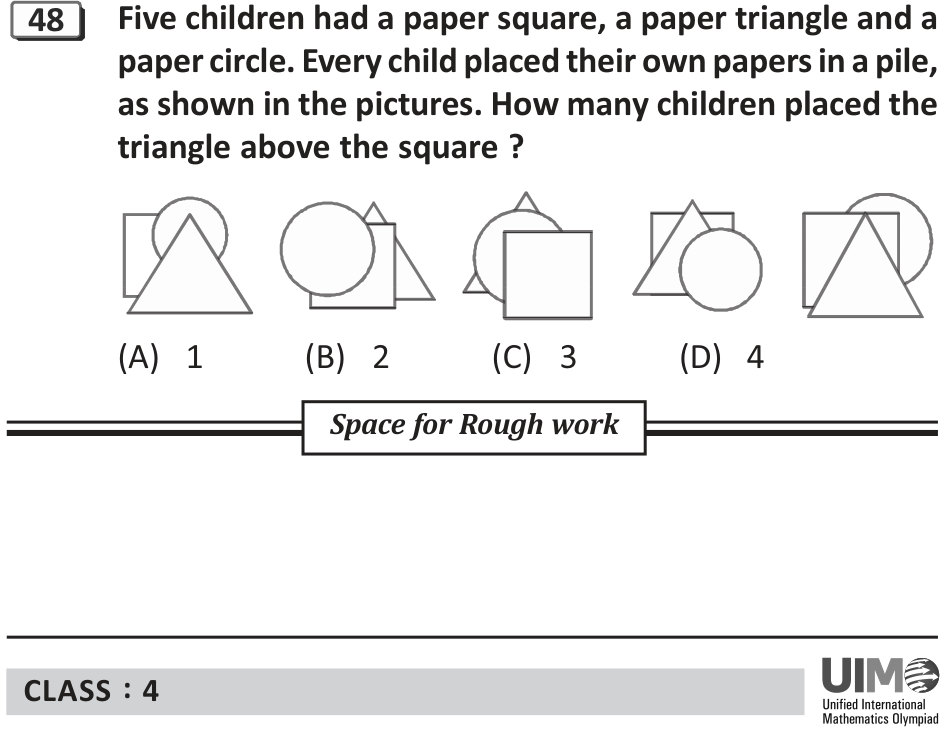 48 Five children had a paper square, a paper triangle and a
paper circle. Every child placed their own papers in a pile,
as shown in the pictures. How many children placed the
triangle above the square ?
(A) 1 (B) 2 (C) 3 (D) 4
Space for Rough work
CLASS : 4
UIMO
Unified International
Mathematics Olympiad